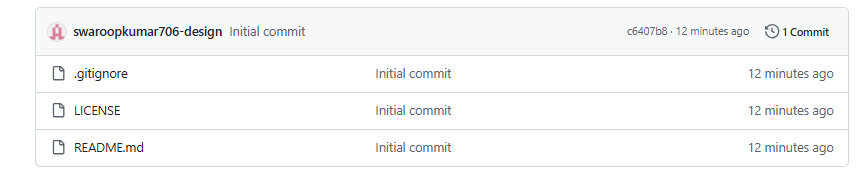 swaroopkumar706-design Initial commit c6407b8 · 12 minutes ago 1 Commit
.gitignore Initial commit 12 minutes ago
LICENSE Initial commit 12 minutes ago
README.md Initial commit 12 minutes ago